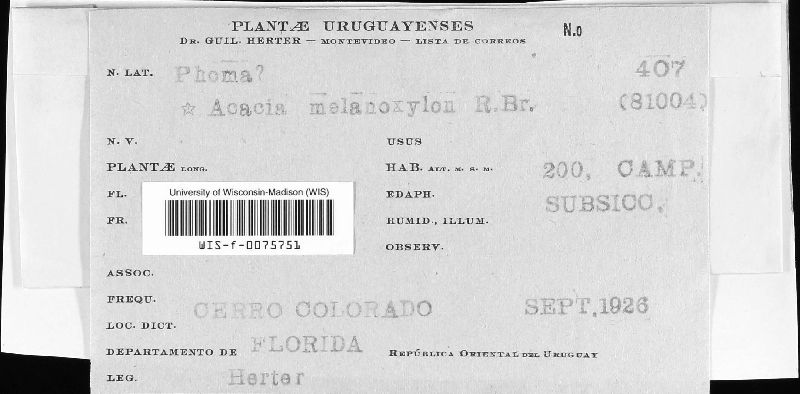 PLANTÆ URUGUAYENSES
N.o
DR. GUIL. HERTER — MONTEVIDEO — LISTA DE CORREOS
N. LAT. Phoma? 407
☆ Acacia melanoxylon R.Br. (81004)
N. V. USUS
PLANTÆ LONG. HAB. ALT. M. S. M. 200, CAMP.
FL. EDAPH. SUBSICC.
University of Wisconsin-Madison (WIS)
FR. HUMID., ILLUM.
WIS-f-0075751 OBSERV.
ASSOC.
FREQU. CERRO COLORADO SEPT,1926
LOC. DICT.
DEPARTAMENTO DE FLORIDA REPÚBLICA ORIENTAL DEL URUGUAY
LEG. Herter